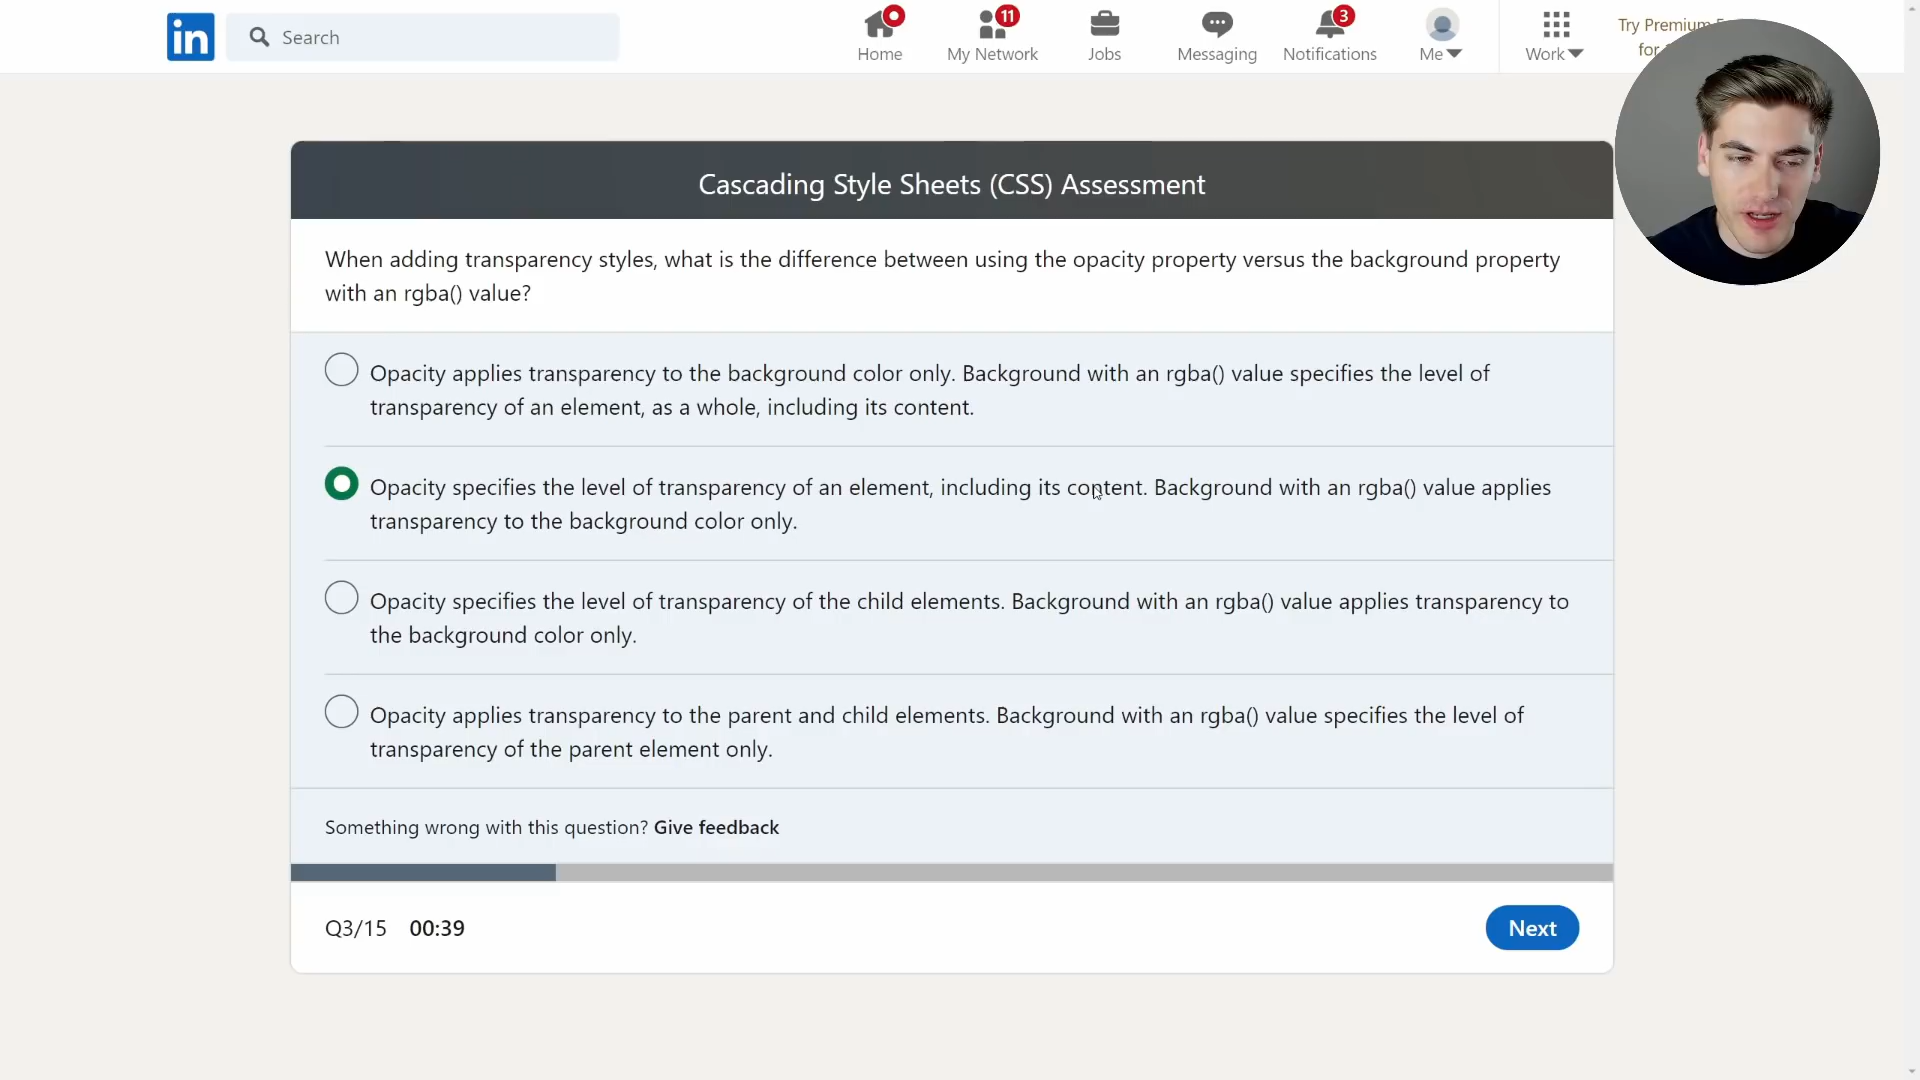 in
Search
Home
11
My Network
Jobs
Messaging
3
Notifications
Me
Work
Try Premium
for
Cascading Style Sheets (CSS) Assessment
When adding transparency styles, what is the difference between using the opacity property versus the background property
with an rgba() value?
Opacity applies transparency to the background color only. Background with an rgba() value specifies the level of
transparency of an element, as a whole, including its content.
Opacity specifies the level of transparency of an element, including its content. Background with an rgba() value applies
transparency to the background color only.
Opacity specifies the level of transparency of the child elements. Background with an rgba() value applies transparency to
the background color only.
Opacity applies transparency to the parent and child elements. Background with an rgba() value specifies the level of
transparency of the parent element only.
Something wrong with this question? Give feedback
Q3/15 00:39
Next